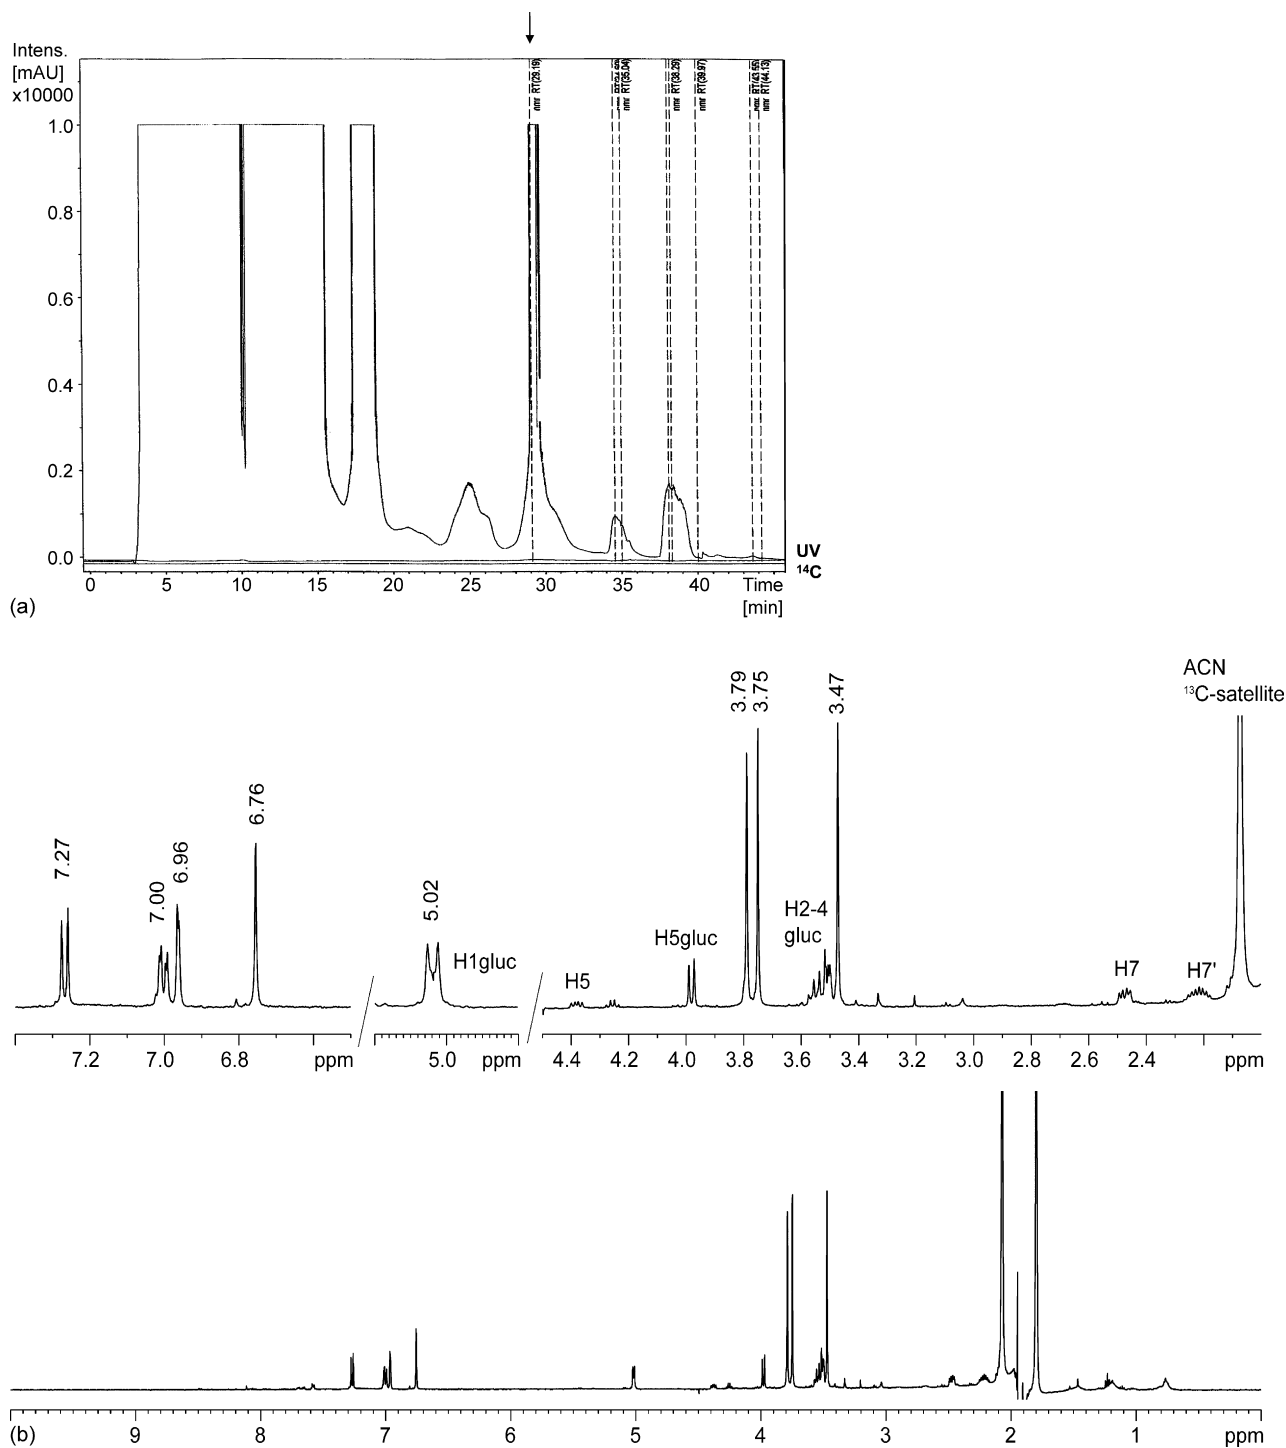 Intens.
[mAU]
x10000
1.0
0.8
0.6
0.4
0.2
0.0
nmr RT(29.19)
RT(35.04)
nmr RT(38.29)
nmr RT(39.97)
RT(43.55)
nmr RT(44.13)
UV
14C
0 5 10 15 20 25 30 35 40 Time
[min]
(a)
7.27
7.00
6.96
6.76
5.02
H1gluc
H5
H5gluc
3.79
3.75
H2-4
gluc
3.47
H7
H7'
ACN
13C-satellite
7.2 7.0 6.8 ppm 5.0 ppm 4.4 4.2 4.0 3.8 3.6 3.4 3.2 3.0 2.8 2.6 2.4 ppm
(b) 9 8 7 6 5 4 3 2 1 ppm